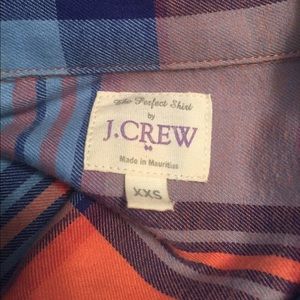 The Perfect Shirt
by
J.CREW
Made in Mauritius
XXS